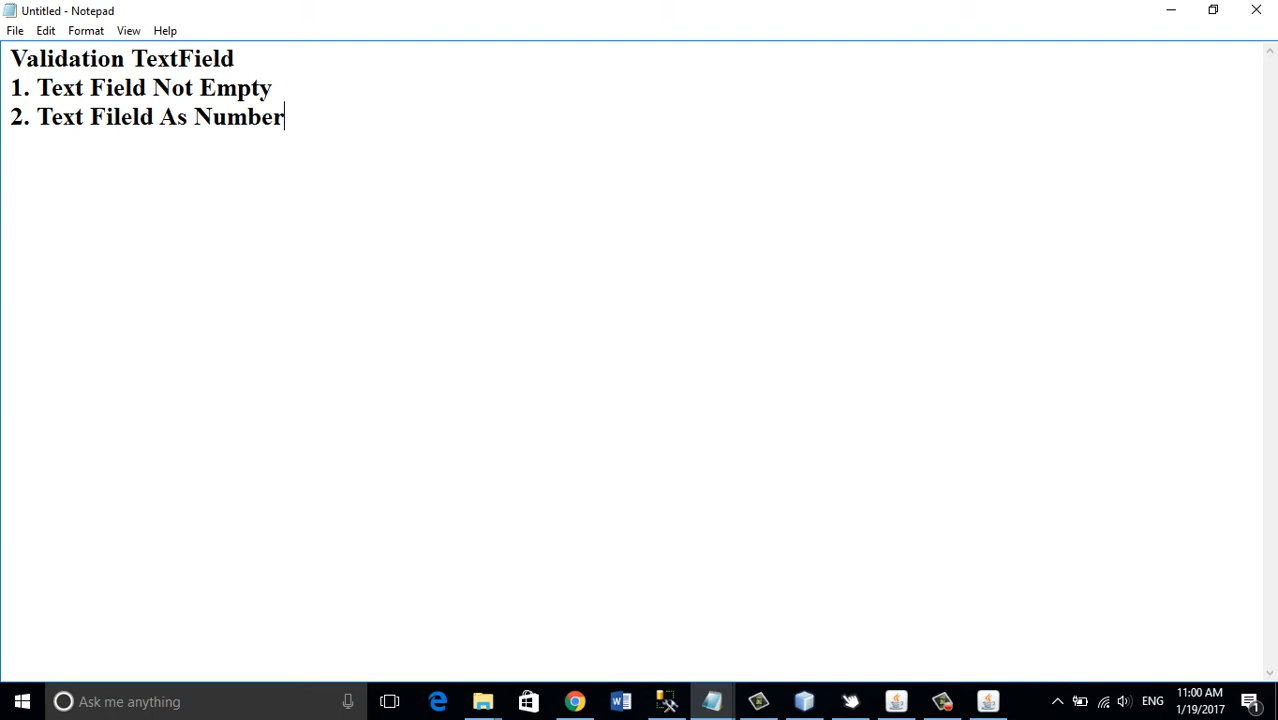 Untitled - Notepad
File Edit Format View Help
Validation TextField
1. Text Field Not Empty
2. Text Fileld As Number
Ask me anything
ENG
11:00 AM
1/19/2017
1